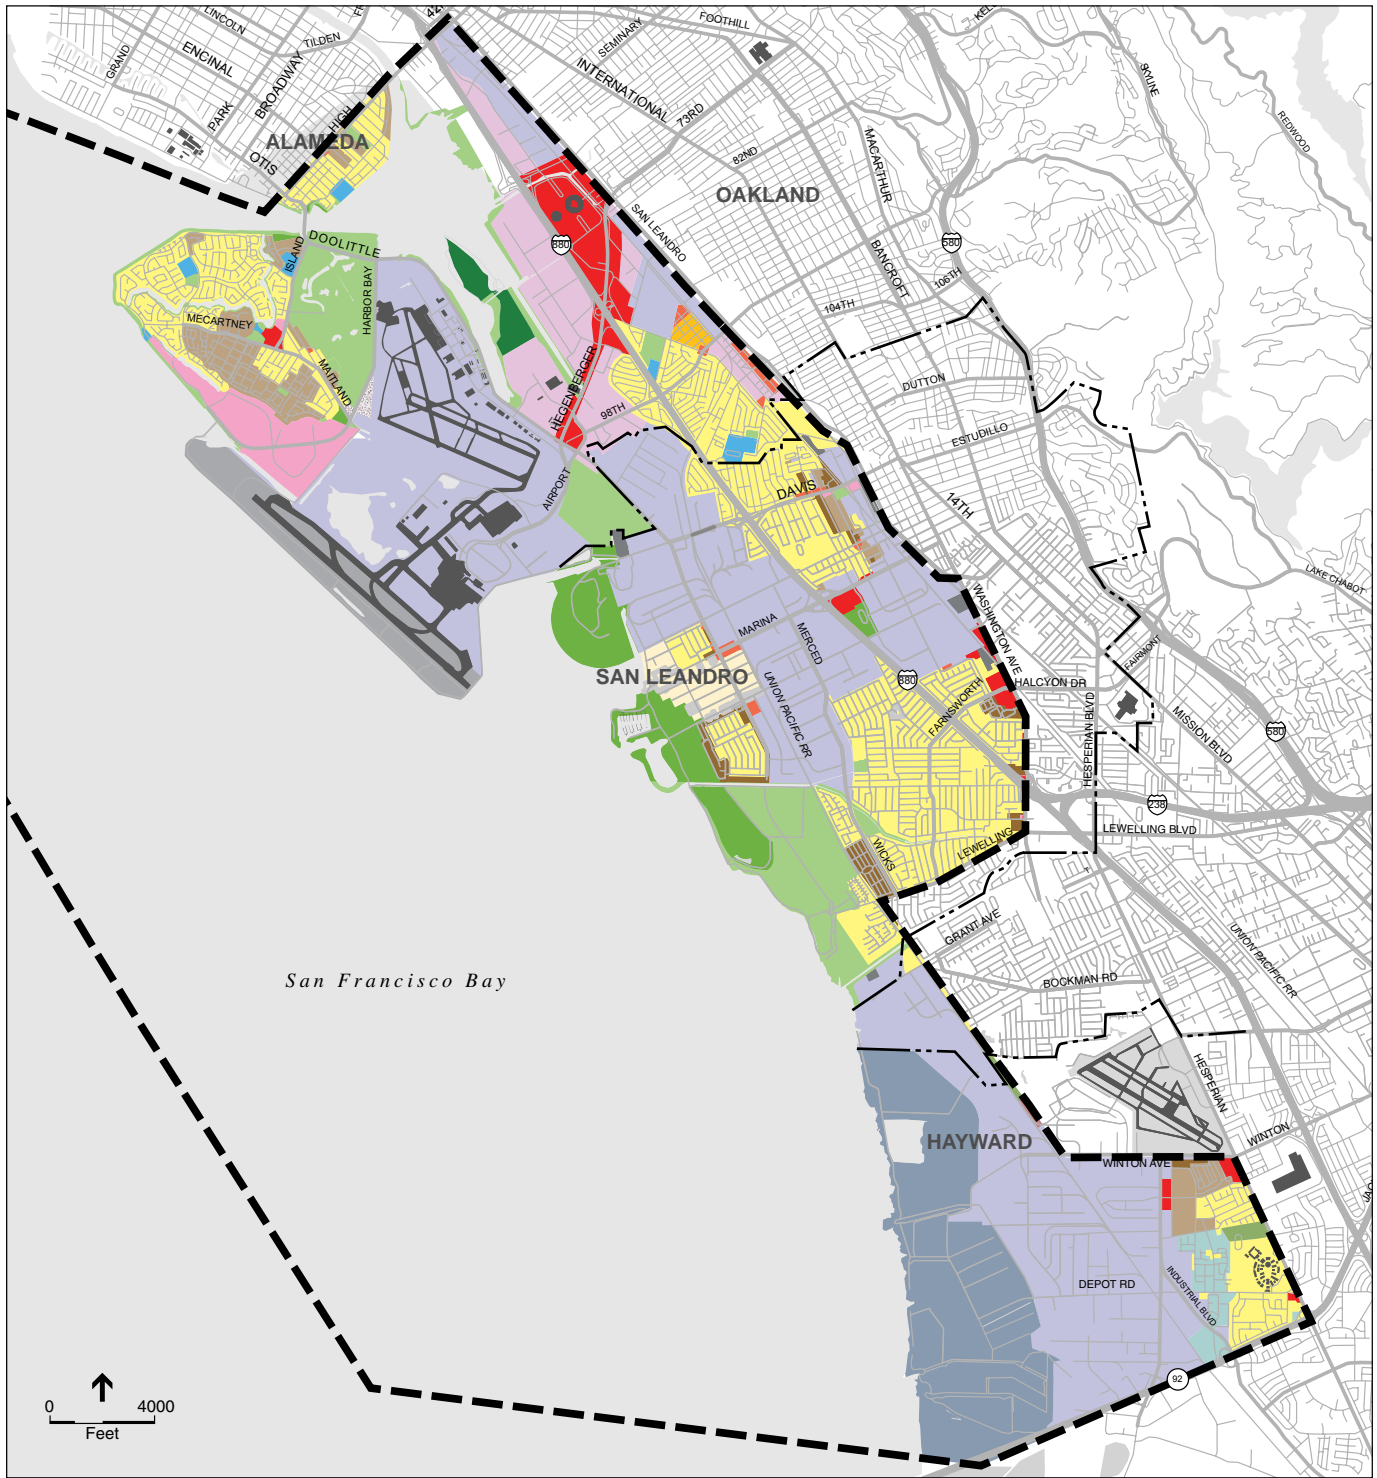 LINCOLN
FOOTHILL
SKYLINE
TILDEN
SEMINARY
ENCINAL
GRAND
BROADWAY
INTERNATIONAL
73RD
REDWOOD
PARK
HIGH
ALAMEDA
82ND
MACARTHUR
OTIS
OAKLAND
SAN LEANDRO
DOOLITTLE
ISLAND
880
580
BANCROFT
HARBOR BAY
106TH
104TH
MECARTNEY
MAITLAND
HEGENBERGER
DUTTON
98TH
ESTUDILLO
AIRPORT
DAVIS
14TH
LAKE CHABOT
WASHINGTON AVE
MARINA
MERCED
FAIRMONT
SAN LEANDRO
UNION PACIFIC RR
880
FARNSWORTH
HALCYON DR
HESPERIAN BLVD
MISSION BLVD
580
238
LEWELLING BLVD
LEWELLING
WICKS
GRANT AVE
UNION PACIFIC RR
San Francisco Bay
BOCKMAN RD
HESPERIAN
WINTON
HAYWARD
WINTON AVE
DEPOT RD
INDUSTRIAL BLVD
92
0 4000
Feet